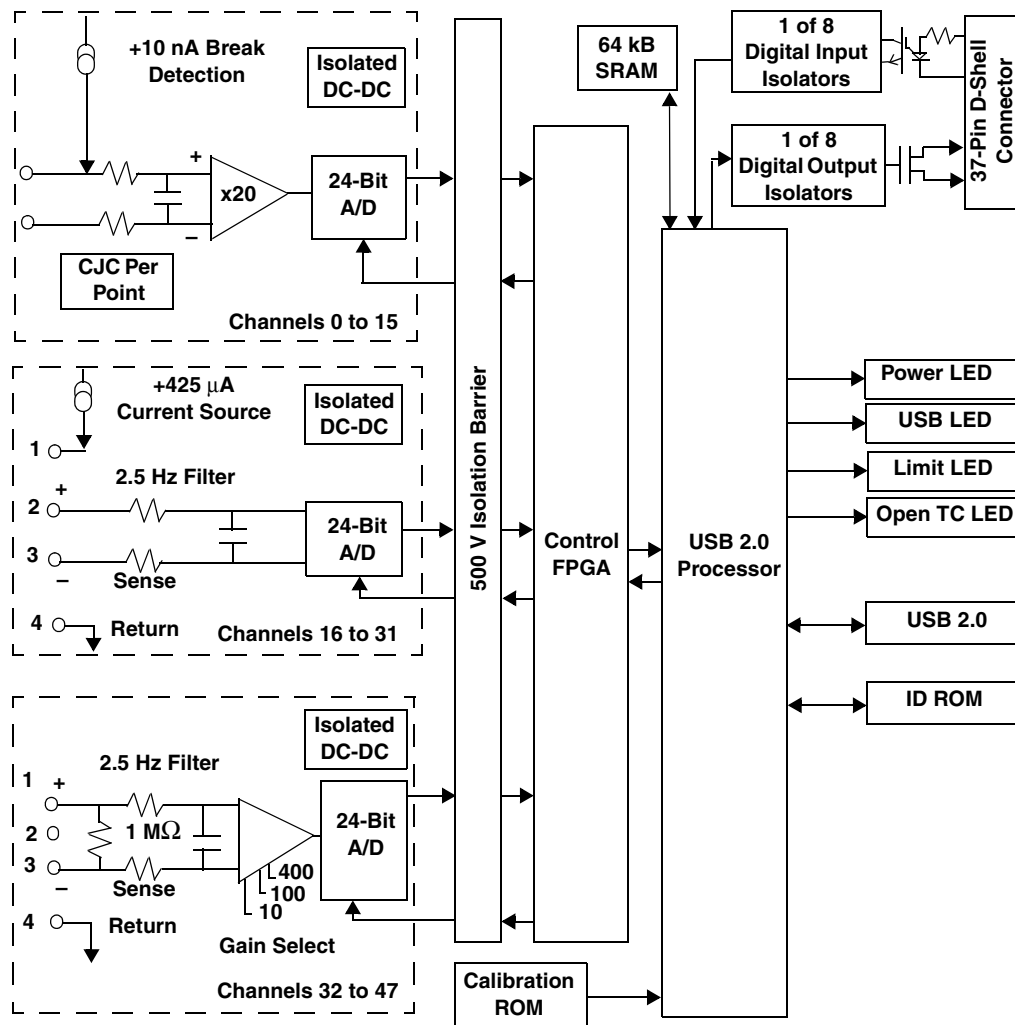 +10 nA Break
Detection
Isolated
DC-DC
+
x20
–
24-Bit
A/D
CJC Per
Point
Channels 0 to 15
+425 μA
Current Source
Isolated
DC-DC
1
2.5 Hz Filter
2
+
3
–
Sense
24-Bit
A/D
4
Return
Channels 16 to 31
Isolated
DC-DC
2.5 Hz Filter
1
+
2
1 MΩ
3
–
Sense
24-Bit
A/D
400
100
10
4
Return
Gain Select
Channels 32 to 47
500 V Isolation Barrier
Control
FPGA
64 kB
SRAM
USB 2.0
Processor
Calibration
ROM
1 of 8
Digital Input
Isolators
1 of 8
Digital Output
Isolators
37-Pin D-Shell
Connector
Power LED
USB LED
Limit LED
Open TC LED
USB 2.0
ID ROM